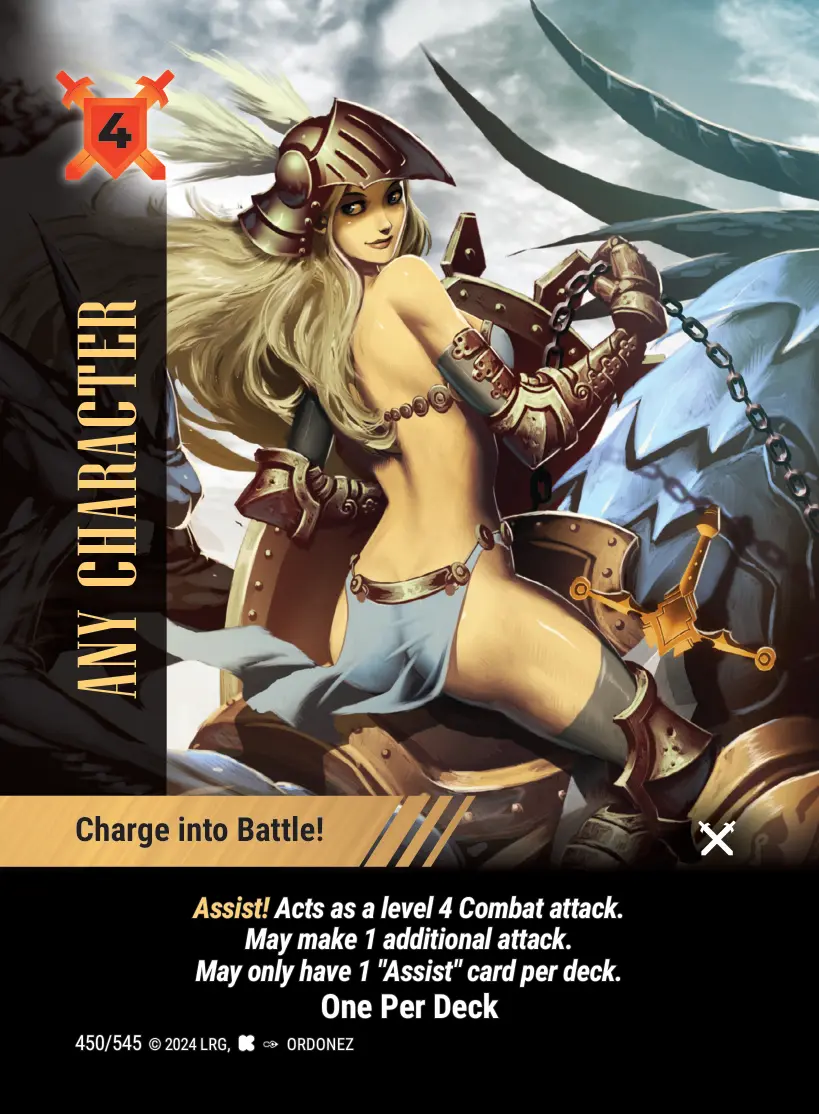 4
ANY CHARACTER
Charge into Battle!
Assist! Acts as a level 4 Combat attack.
May make 1 additional attack.
May only have 1 "Assist" card per deck.
One Per Deck
450/545 © 2024 LRG, ORDONEZ